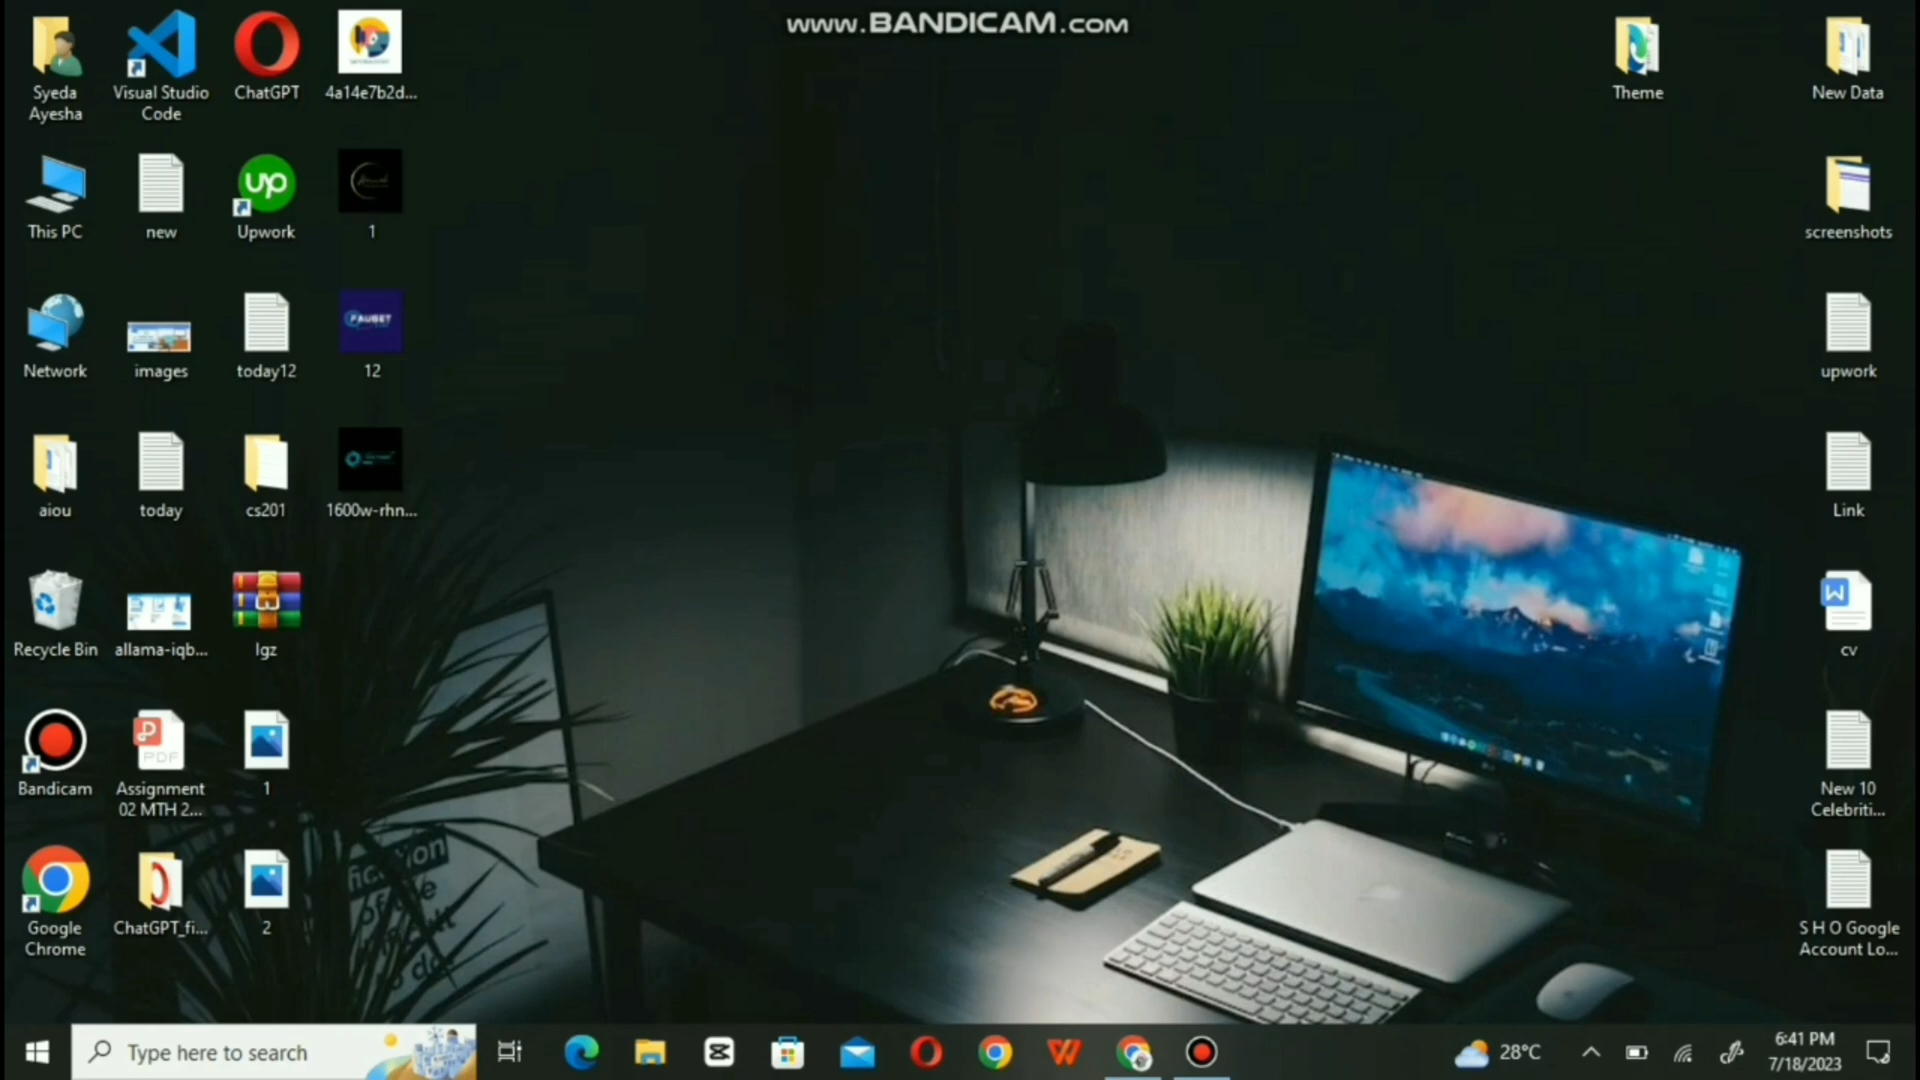 www.BANDICAM.com
Syeda
Ayesha
Visual Studio
Code
ChatGPT
4a14e7b2d...
Theme
New Data
This PC
new
up
Upwork
1
screenshots
Network
images
today12
FAUGET
12
upwork
aiou
today
cs201
1600w-rhn...
Link
Recycle Bin
allama-iqb...
lgz
W
cv
Bandicam
PDF
Assignment
02 MTH 2...
1
New 10
Celebriti...
Google
Chrome
ChatGPT_fi...
2
S H O Google
Account Lo...
Type here to search
28°C
6:41 PM
7/18/2023